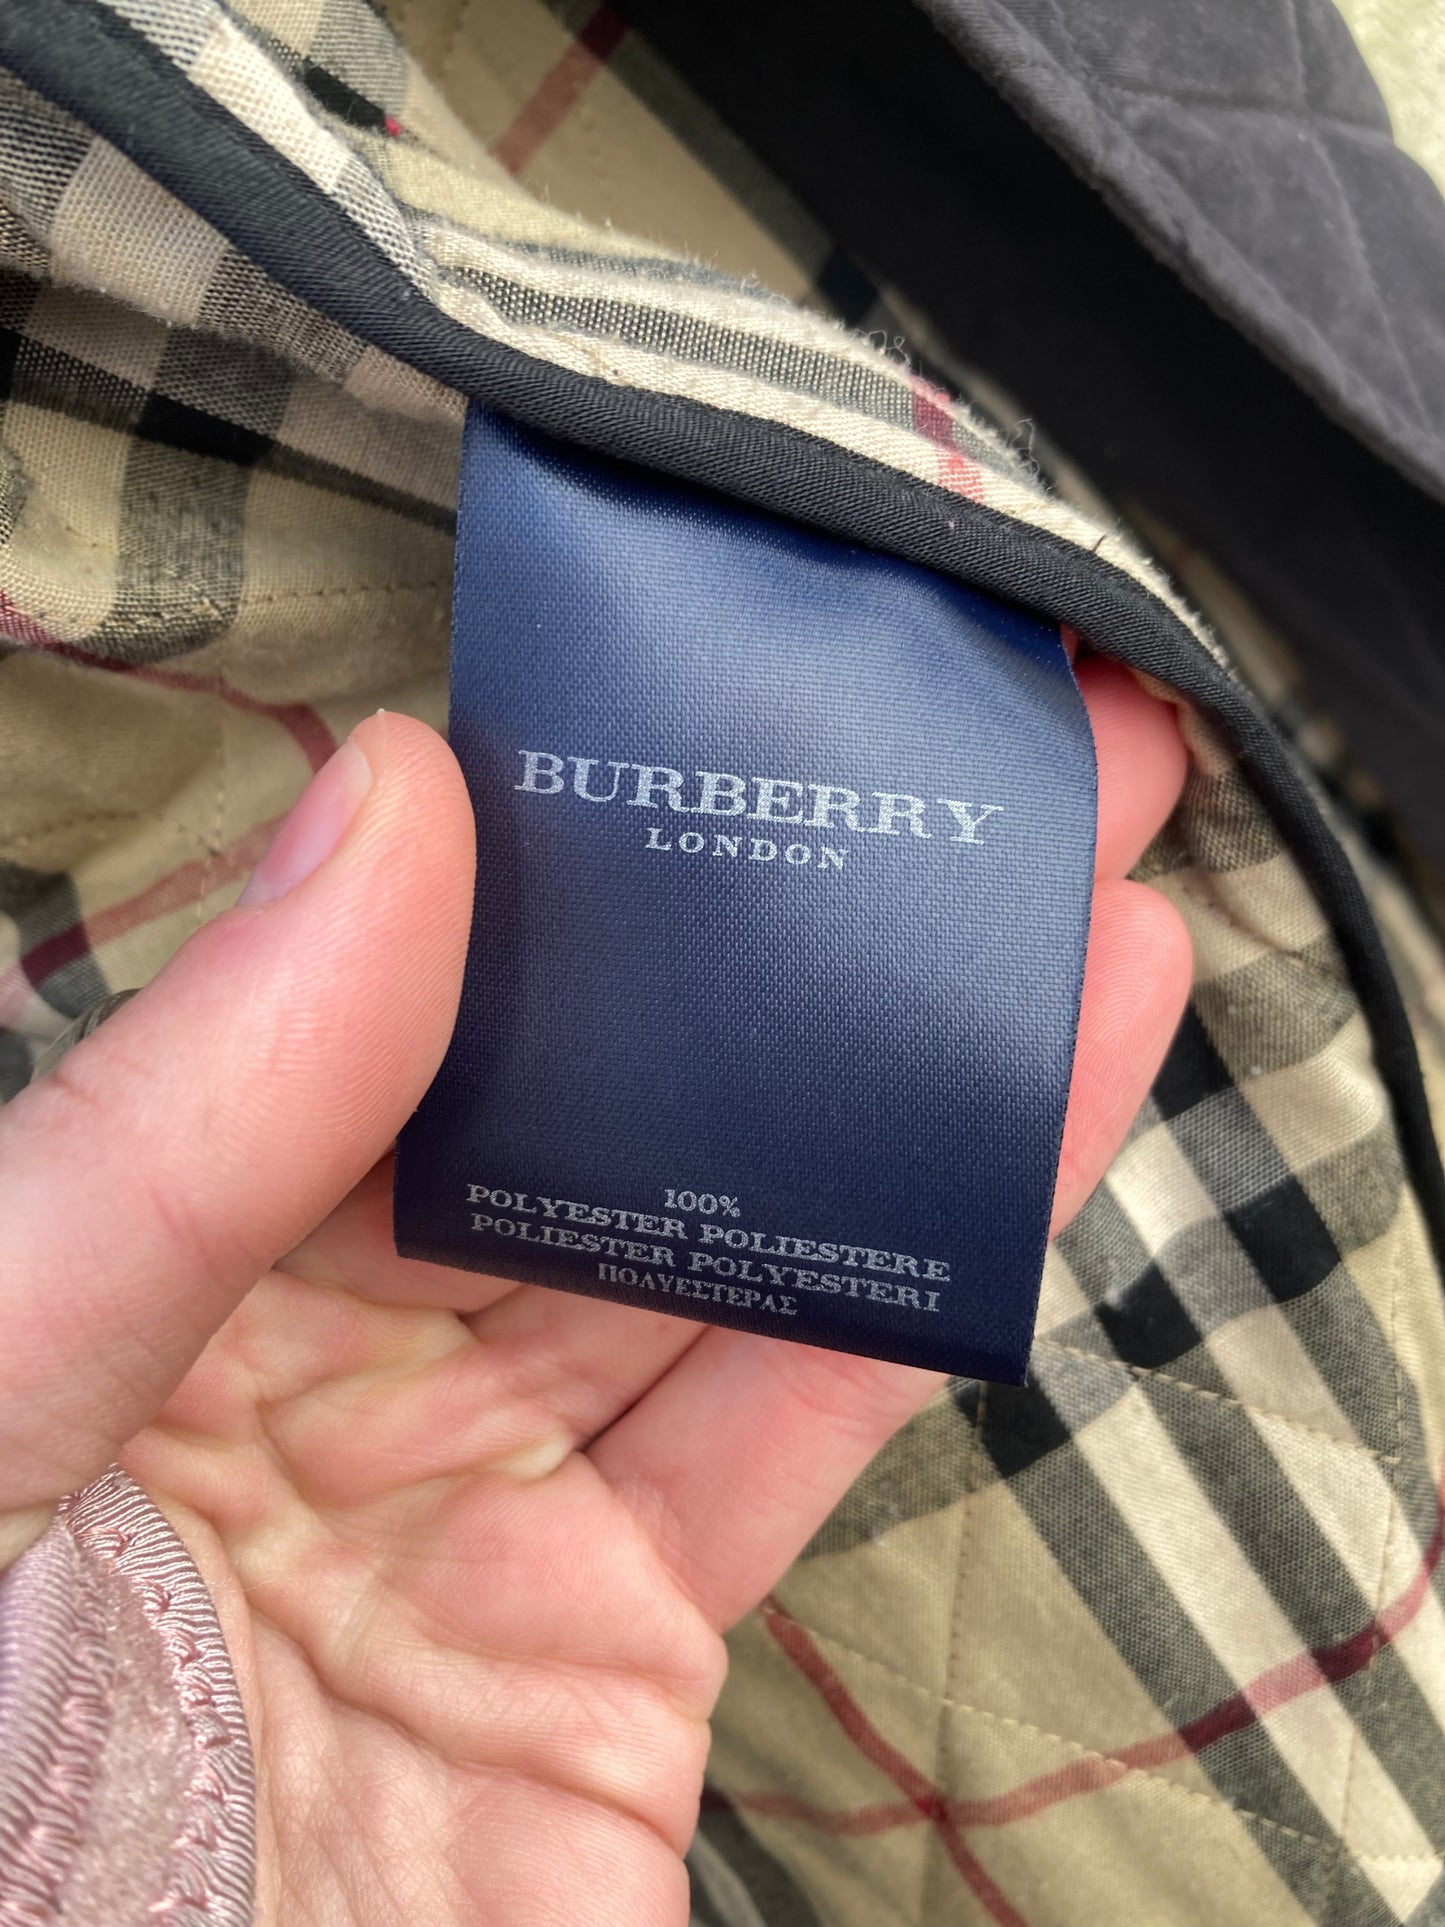 BURBERRY
LONDON
100%
POLYESTER POLIESTERE
POLIESTER POLYESTERI
ΠΟΛΥΕΣΤΕΡΑΣ